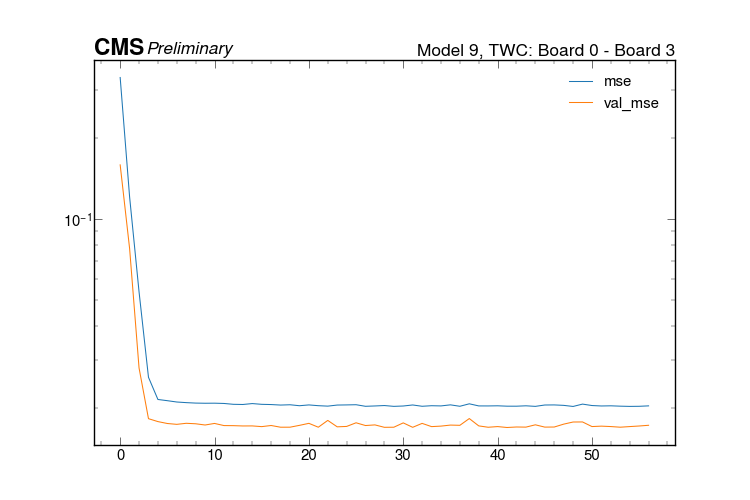 CMS Preliminary
Model 9, TWC: Board 0 - Board 3
mse
val_mse
10⁻¹
0 10 20 30 40 50